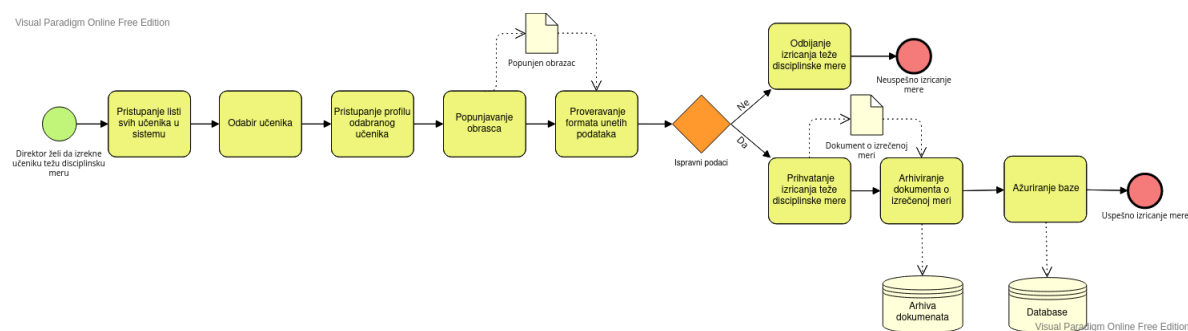 Visual Paradigm Online Free Edition
Direktor želi da izrekne
učeniku težu disciplinsku
meru
Pristupanje listi
svih učenika u
sistemu
Odabir učenika
Pristupanje profilu
odabranog
učenika
Popunjavanje
obrasca
Popunjen obrazac
Proveravanje
formata unetih
podataka
Ispravni podaci
Ne
Odbijanje
izricanja teže
disciplinske mere
Neuspešno izricanje
mere
Da
Prihvatanje
izricanja teže
disciplinske mere
Dokument o izrečenoj
meri
Arhiviranje
dokumenta o
izrečenoj meri
Arhiva
dokumenata
Ažuriranje baze
Database
Uspešno izricanje mere
Visual Paradigm Online Free Edition